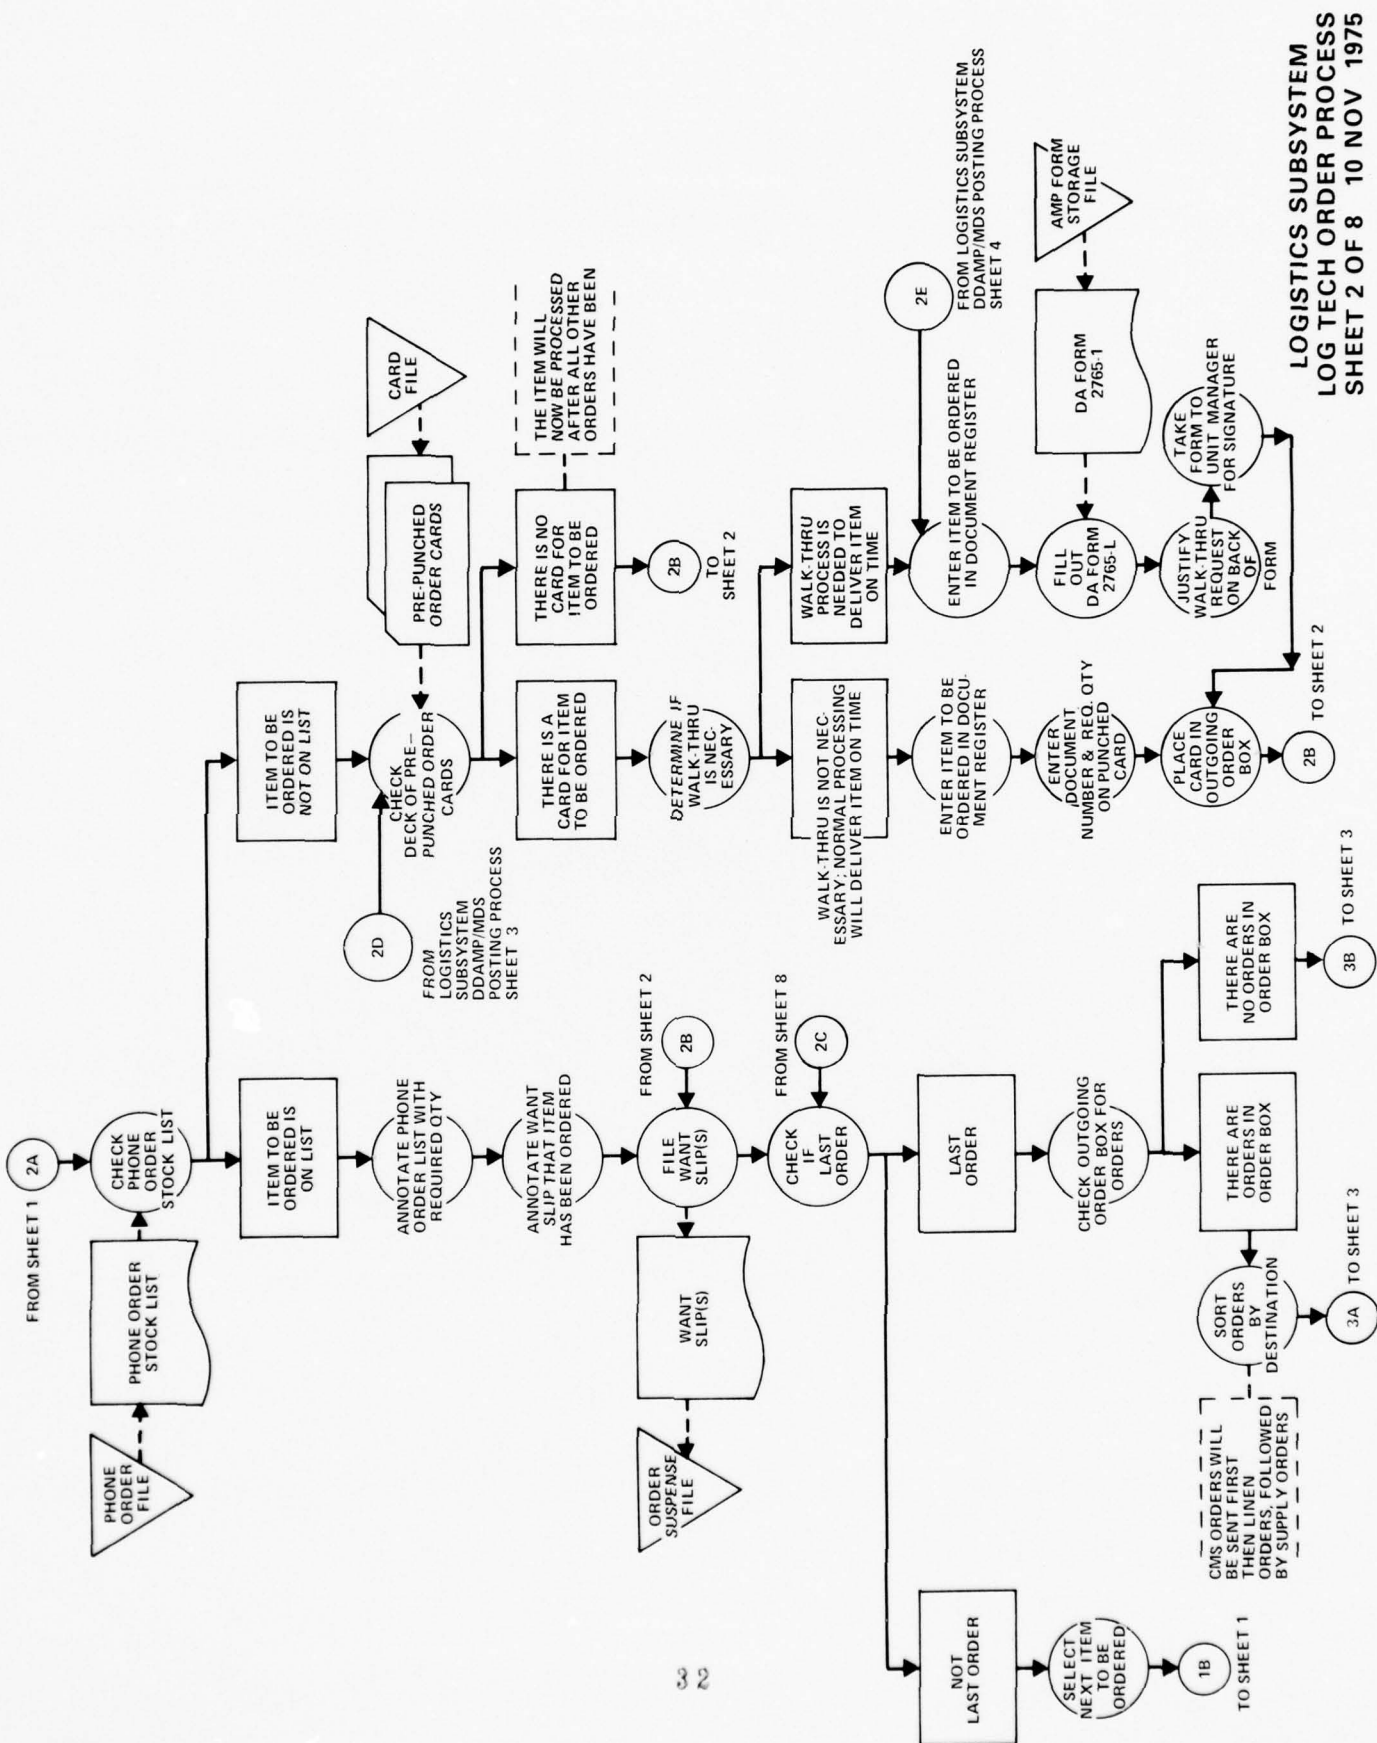 FROM SHEET 1
2A
PHONE
ORDER
FILE
PHONE ORDER
STOCK LIST
CHECK
PHONE
ORDER
STOCK LIST
ITEM TO BE
ORDERED IS
ON LIST
ITEM TO BE
ORDERED IS
NOT ON LIST
ANNOTATE PHONE
ORDER LIST WITH
REQUIRED QTY
2D
FROM
LOGISTICS
SUBSYSTEM
DDAMP/MDS
POSTING PROCESS
SHEET 3
CHECK
DECK OF PRE-
PUNCHED ORDER
CARDS
PRE-PUNCHED
ORDER CARDS
CARD
FILE
ANNOTATE WANT
SLIP THAT ITEM
HAS BEEN ORDERED
THERE IS A
CARD FOR ITEM
TO BE ORDERED
THERE IS NO
CARD FOR
ITEM TO BE
ORDERED
THE ITEM WILL
NOW BE PROCESSED
AFTER ALL OTHER
ORDERS HAVE BEEN
ORDER
SUSPENSE
FILE
WANT
SLIP(S)
FILE
WANT
SLIP(S)
FROM SHEET 2
2B
DETERMINE IF
WALK-THRU
IS NEC-
ESSARY
2B
TO
SHEET 2
CHECK
IF
LAST
ORDER
FROM SHEET 8
2C
WALK-THRU IS NOT NEC-
ESSARY; NORMAL PROCESSING
WILL DELIVER ITEM ON TIME
WALK-THRU
PROCESS IS
NEEDED TO
DELIVER ITEM
ON TIME
NOT
LAST ORDER
LAST
ORDER
ENTER ITEM TO BE
ORDERED IN DOCU-
MENT REGISTER
ENTER ITEM TO BE ORDERED
IN DOCUMENT REGISTER
2E
FROM LOGISTICS SUBSYSTEM
DDAMP/MDS POSTING PROCESS
SHEET 4
SELECT
NEXT ITEM
TO BE
ORDERED
CHECK OUTGOING
ORDER BOX FOR
ORDERS
ENTER
DOCUMENT
NUMBER & REQ. QTY
ON PUNCHED
CARD
FILL
OUT
DA FORM
2765-L
DA FORM
2765-1
AMP FORM
STORAGE
FILE
1B
TO SHEET 1
CMS ORDERS WILL
BE SENT FIRST
THEN LINEN
ORDERS, FOLLOWED
BY SUPPLY ORDERS
SORT
ORDERS
BY
DESTINATION
THERE ARE
ORDERS IN
ORDER BOX
THERE ARE
NO ORDERS IN
ORDER BOX
PLACE
CARD IN
OUTGOING
ORDER
BOX
JUSTIFY
WALK-THRU
REQUEST
ON BACK
OF
FORM
TAKE
FORM TO
UNIT MANAGER
FOR SIGNATURE
3A
TO SHEET 3
3B
TO SHEET 3
2B
TO SHEET 2
LOGISTICS SUBSYSTEM
LOG TECH ORDER PROCESS
SHEET 2 OF 8 10 NOV 1975
32